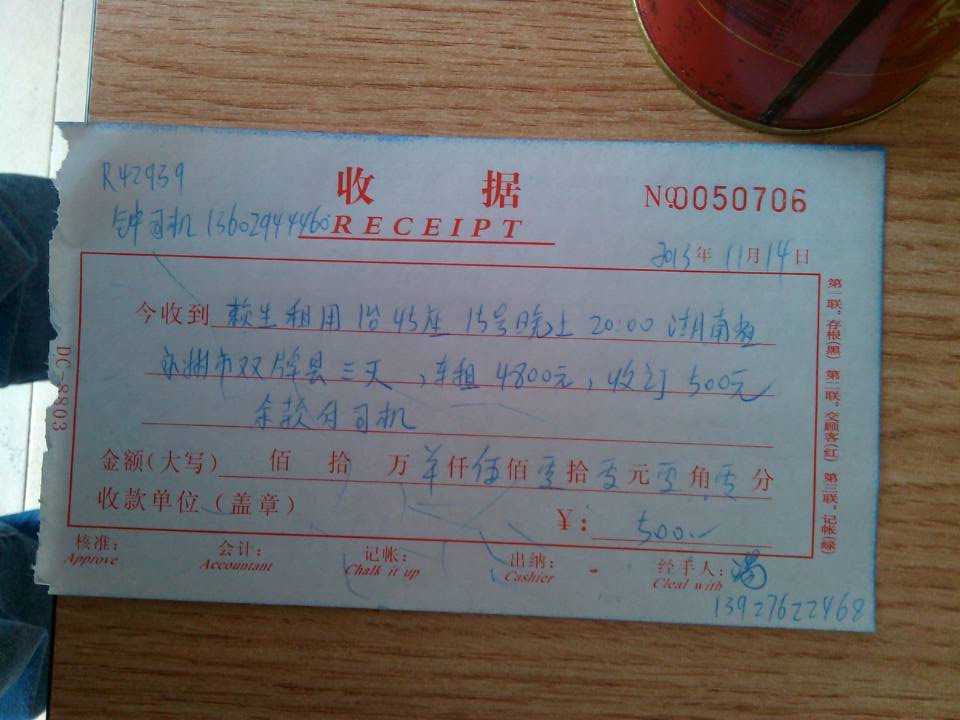 R42939
收 据
No 0050706
钟司机 13602944460
RECEIPT
2013年 11月14日
今收到 赖生租用1台45座 15号晚上 20:00 湖南省
永州市双牌县三天,车租4800元,收订500元
余款付司机
金额(大写) 佰 拾 万 仟伍佰零拾零元零角零分
收款单位(盖章) ¥: 500.-
核准: 会计: 记帐: 出纳: 经手人:
Approve Accountant Chalk it up Cashier Cleal with
13927622468
DC-8803
第一联:存根(黑) 第二联:交顾客(红) 第三联:记帐(绿)